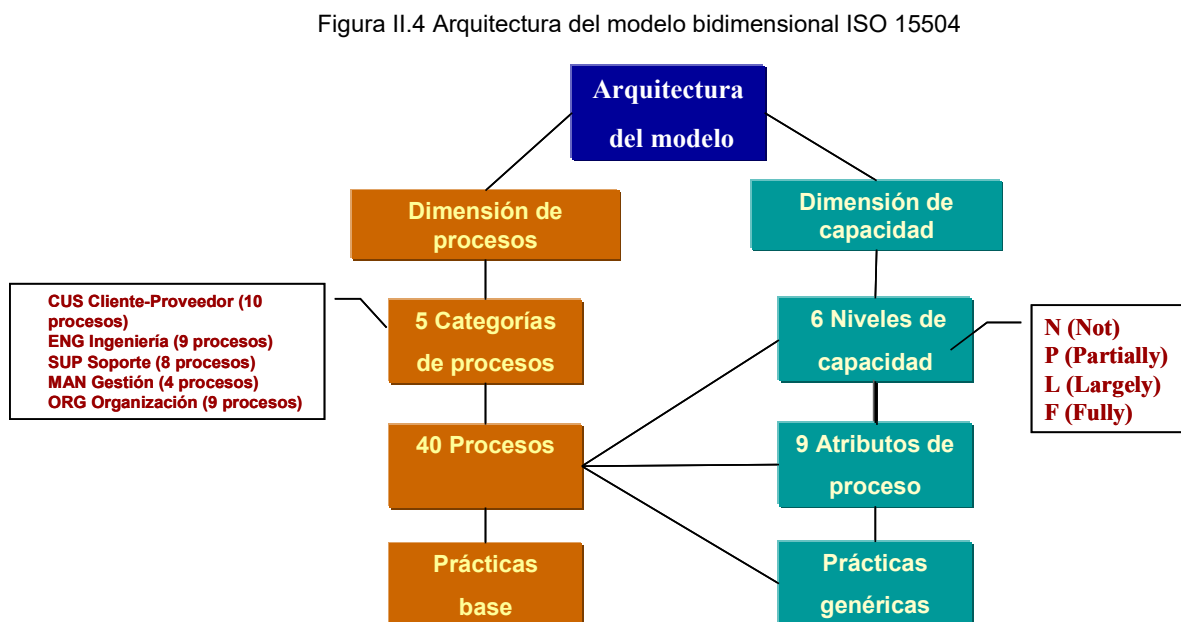 Figura II.4 Arquitectura del modelo bidimensional ISO 15504
Arquitectura
del modelo
Dimensión de
procesos
Dimensión de
capacidad
CUS Cliente-Proveedor (10
procesos)
ENG Ingeniería (9 procesos)
SUP Soporte (8 procesos)
MAN Gestión (4 procesos)
ORG Organización (9 procesos)
5 Categorías
de procesos
6 Niveles de
capacidad
N (Not)
P (Partially)
L (Largely)
F (Fully)
40 Procesos
9 Atributos de
proceso
Prácticas
base
Prácticas
genéricas